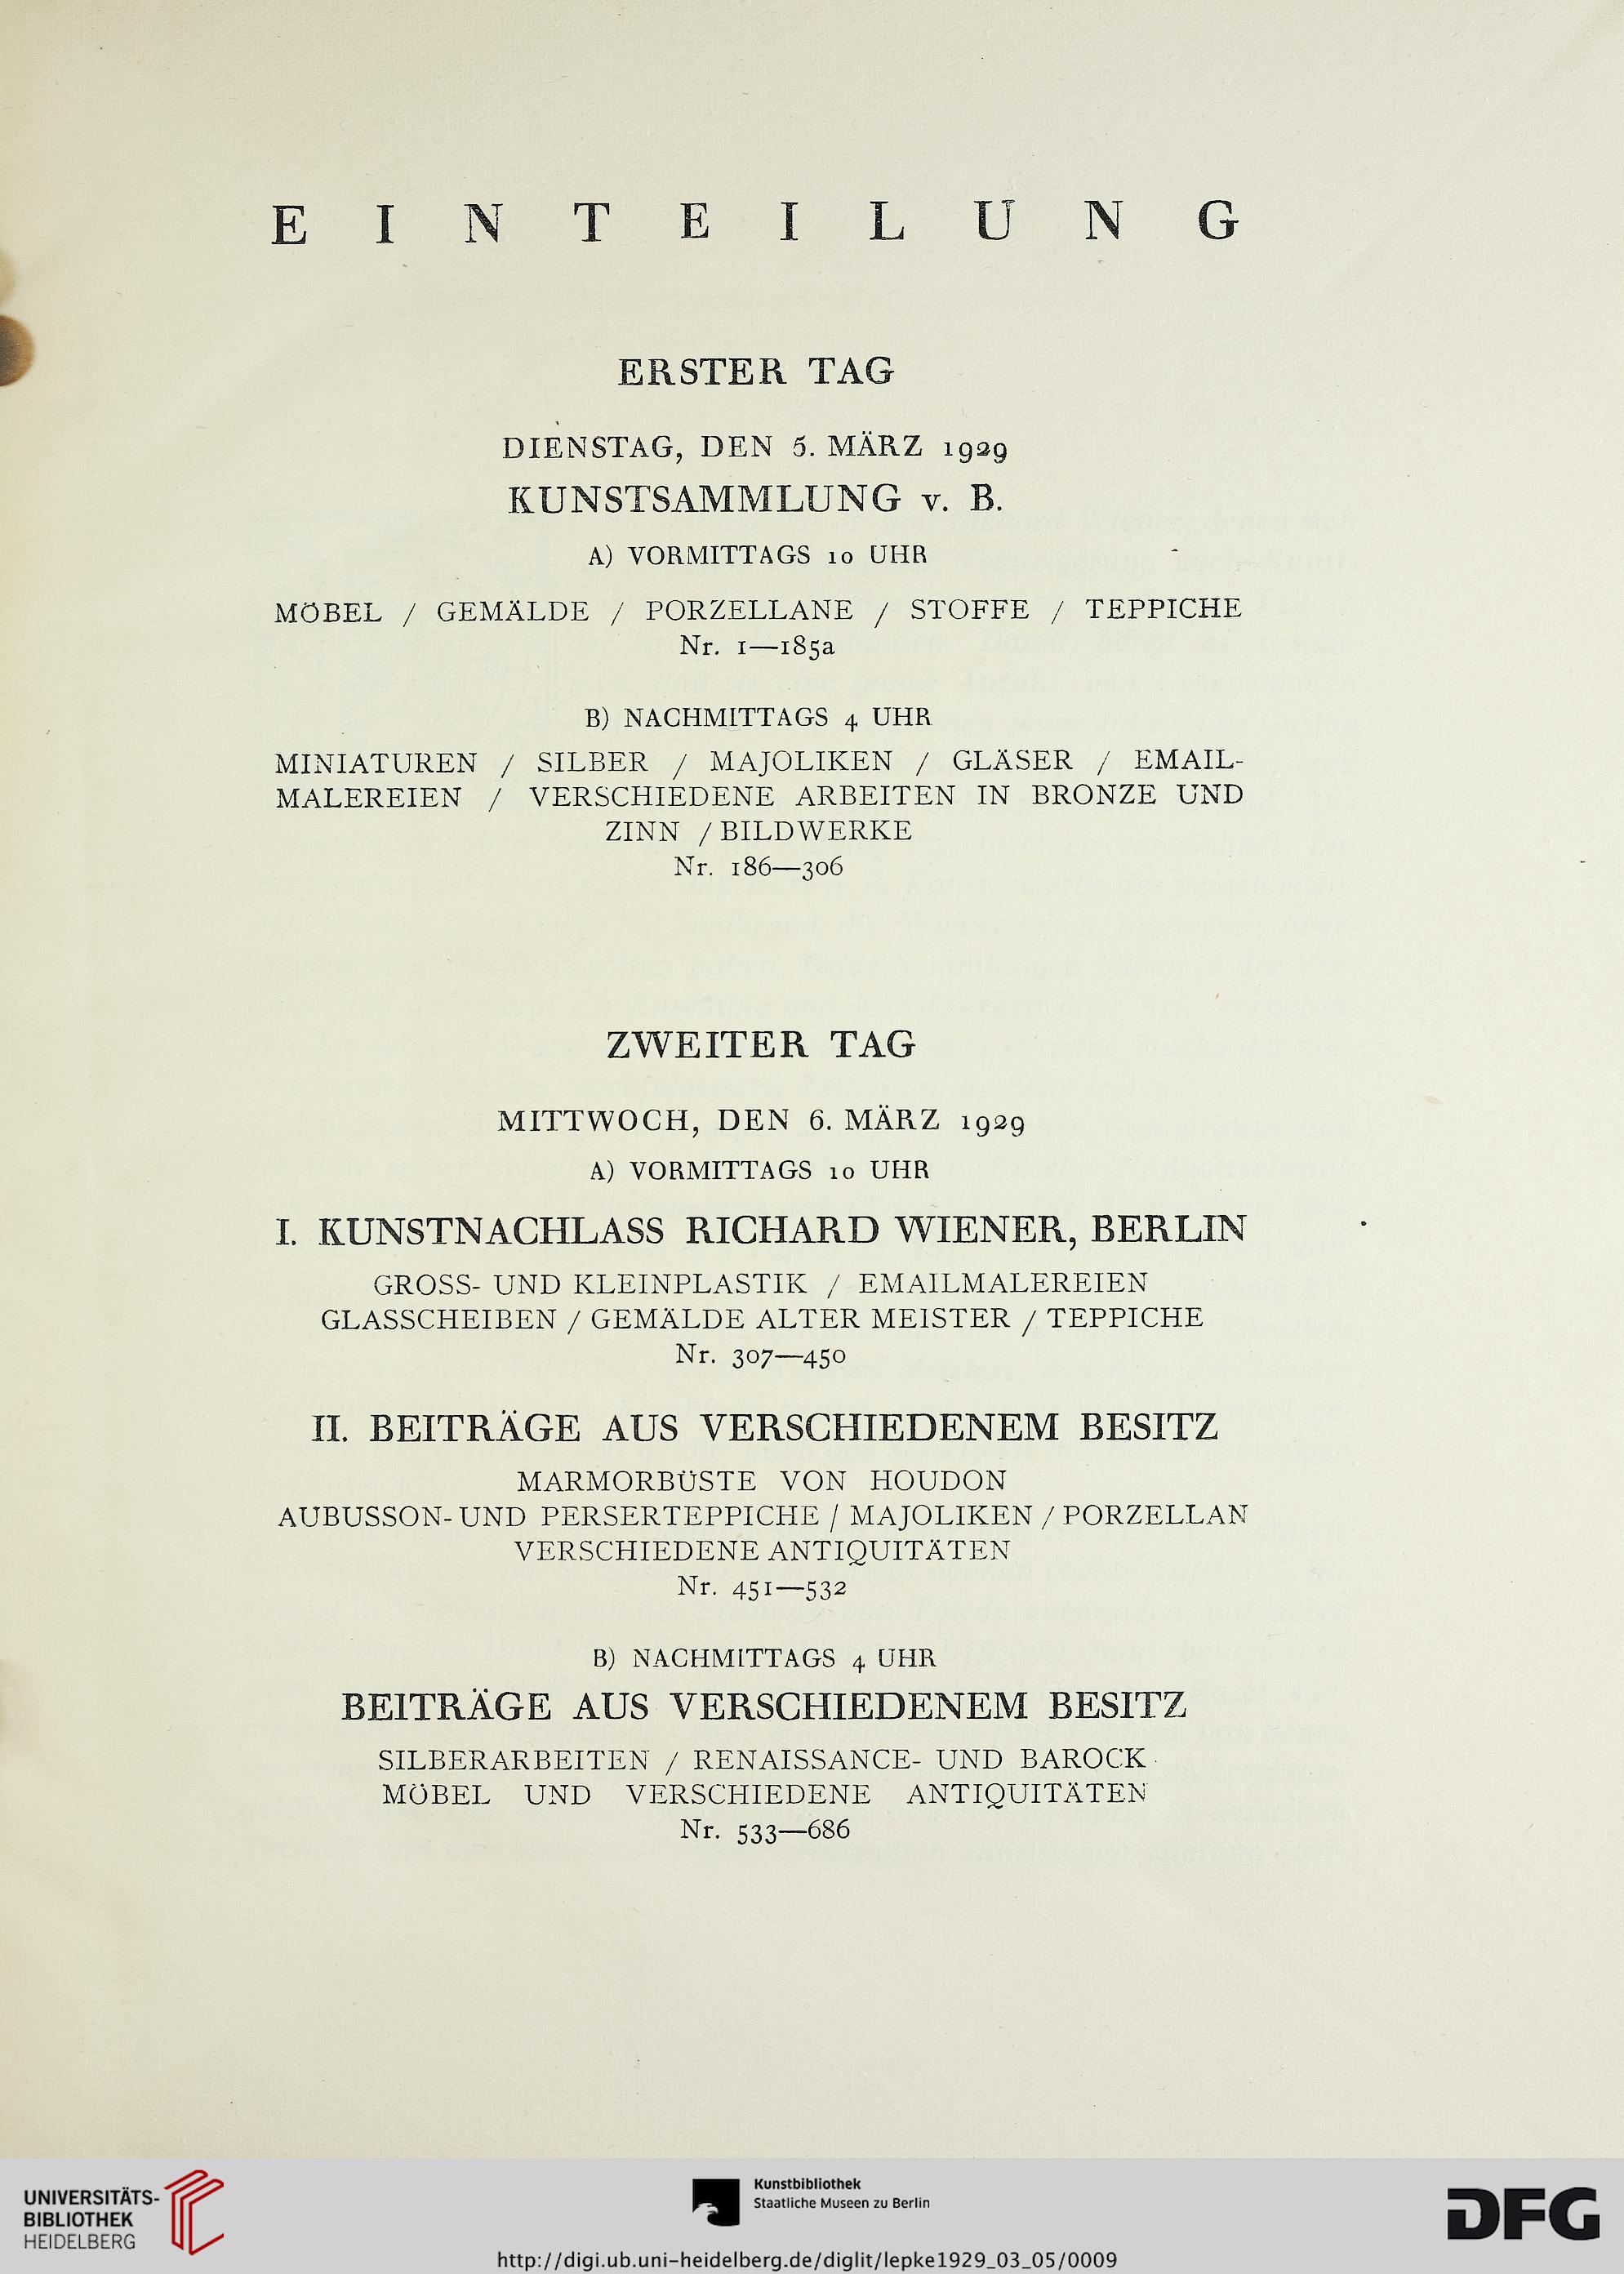 EINTEILUNG
ERSTER TAG
DIENSTAG, DEN 5. MÄRZ 1929
KUNSTSAMMLUNG v. B.
A) VORMITTAGS 10 UHR
MÖBEL / GEMÄLDE / PORZELLANE / STOFFE / TEPPICHE
Nr. 1—185a
B) NACHMITTAGS 4 UHR
MINIATUREN / SILBER / MAJOLIKEN / GLÄSER / EMAIL-
MALEREIEN / VERSCHIEDENE ARBEITEN IN BRONZE UND
ZINN / BILDWERKE
Nr. 186—306
ZWEITER TAG
MITTWOCH, DEN 6. MÄRZ 1929
A) VORMITTAGS 10 UHR
I. KUNSTNACHLASS RICHARD WIENER, BERLIN
GROSS- UND KLEINPLASTIK / EMAILMALEREIEN
GLASSCHEIBEN / GEMÄLDE ALTER MEISTER / TEPPICHE
Nr. 307—450
II. BEITRÄGE AUS VERSCHIEDENEM BESITZ
MARMORBÜSTE VON HOUDON
AUBUSSON- UND PERSERTEPPICHE / MAJOLIKEN / PORZELLAN
VERSCHIEDENE ANTIQUITÄTEN
Nr. 451—532
B) NACHMITTAGS 4 UHR
BEITRÄGE AUS VERSCHIEDENEM BESITZ
SILBERARBEITEN / RENAISSANCE- UND BAROCK
MÖBEL UND VERSCHIEDENE ANTIQUITÄTEN
Nr. 533—686
UNIVERSITÄTS-
BIBLIOTHEK
HEIDELBERG
Kunstbibliothek
Staatliche Museen zu Berlin
DFG
http://digi.ub.uni-heidelberg.de/diglit/lepke1929_03_05/0009